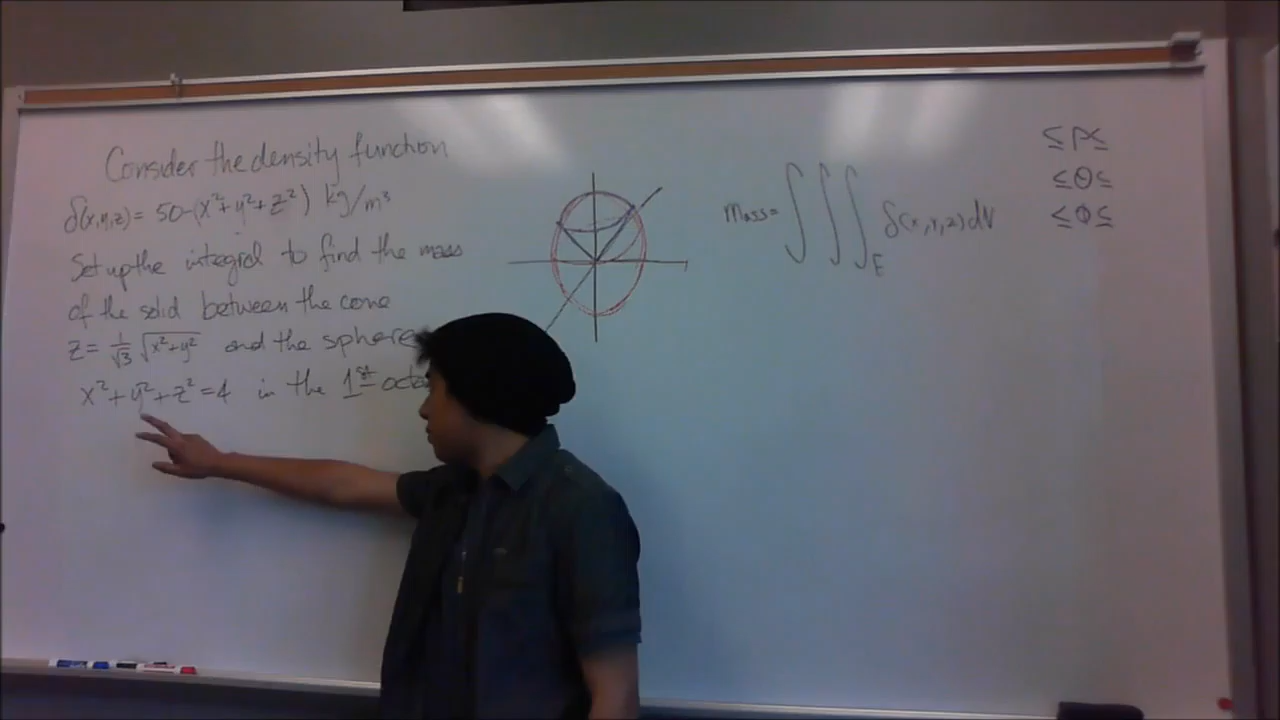 Consider the density function
δ(x,y,z) = 50-(x²+y²+z²) kg/m³
Set up the integral to find the mass
of the solid between the cone
z = 1/√3 √x²+y² and the sphere
x²+y²+z²=4 in the 1st
mass = ∫∫∫_E δ(x,y,z) dV
≤ ρ ≤
≤ θ ≤
≤ Φ ≤